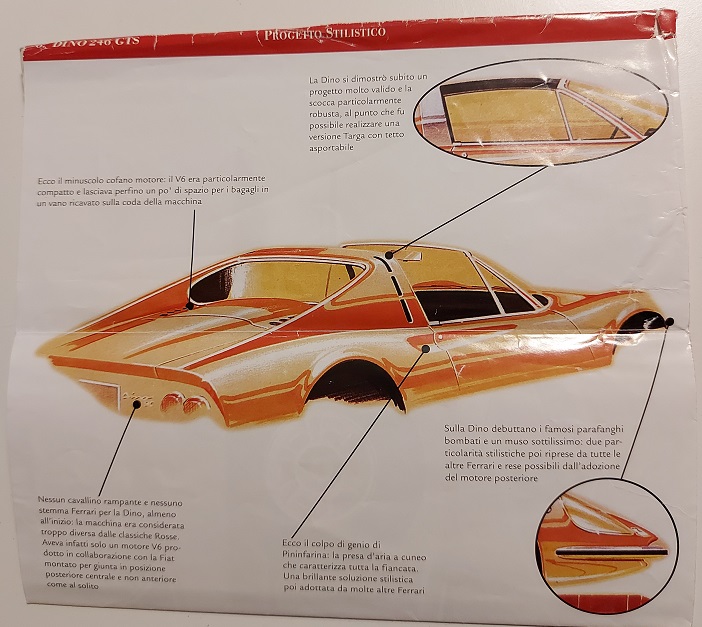 DINO 246 GTS
PROGETTO STILISTICO
La Dino si dimostrò subito un
progetto molto valido e la
scocca particolarmente
robusta, al punto che fu
possibile realizzare una
versione Targa con tetto
asportabile
Ecco il minuscolo cofano motore: il V6 era particolarmente
compatto e lasciava perfino un po' di spazio per i bagagli in
un vano ricavato sulla coda della macchina
Sulla Dino debuttano i famosi parafanghi
bombati e un muso sottilissimo: due par-
ticolarità stilistiche poi riprese da tutte le
altre Ferrari e rese possibili dall'adozione
del motore posteriore
Nessun cavallino rampante e nessuno
stemma Ferrari per la Dino, almeno
all'inizio: la macchina era considerata
troppo diversa dalle classiche Rosse.
Aveva infatti solo un motore V6 pro-
dotto in collaborazione con la Fiat
montato per giunta in posizione
posteriore centrale e non anteriore
come al solito
Ecco il colpo di genio di
Pininfarina: la presa d'aria a cuneo
che caratterizza tutta la fiancata.
Una brillante soluzione stilistica
poi adottata da molte altre Ferrari